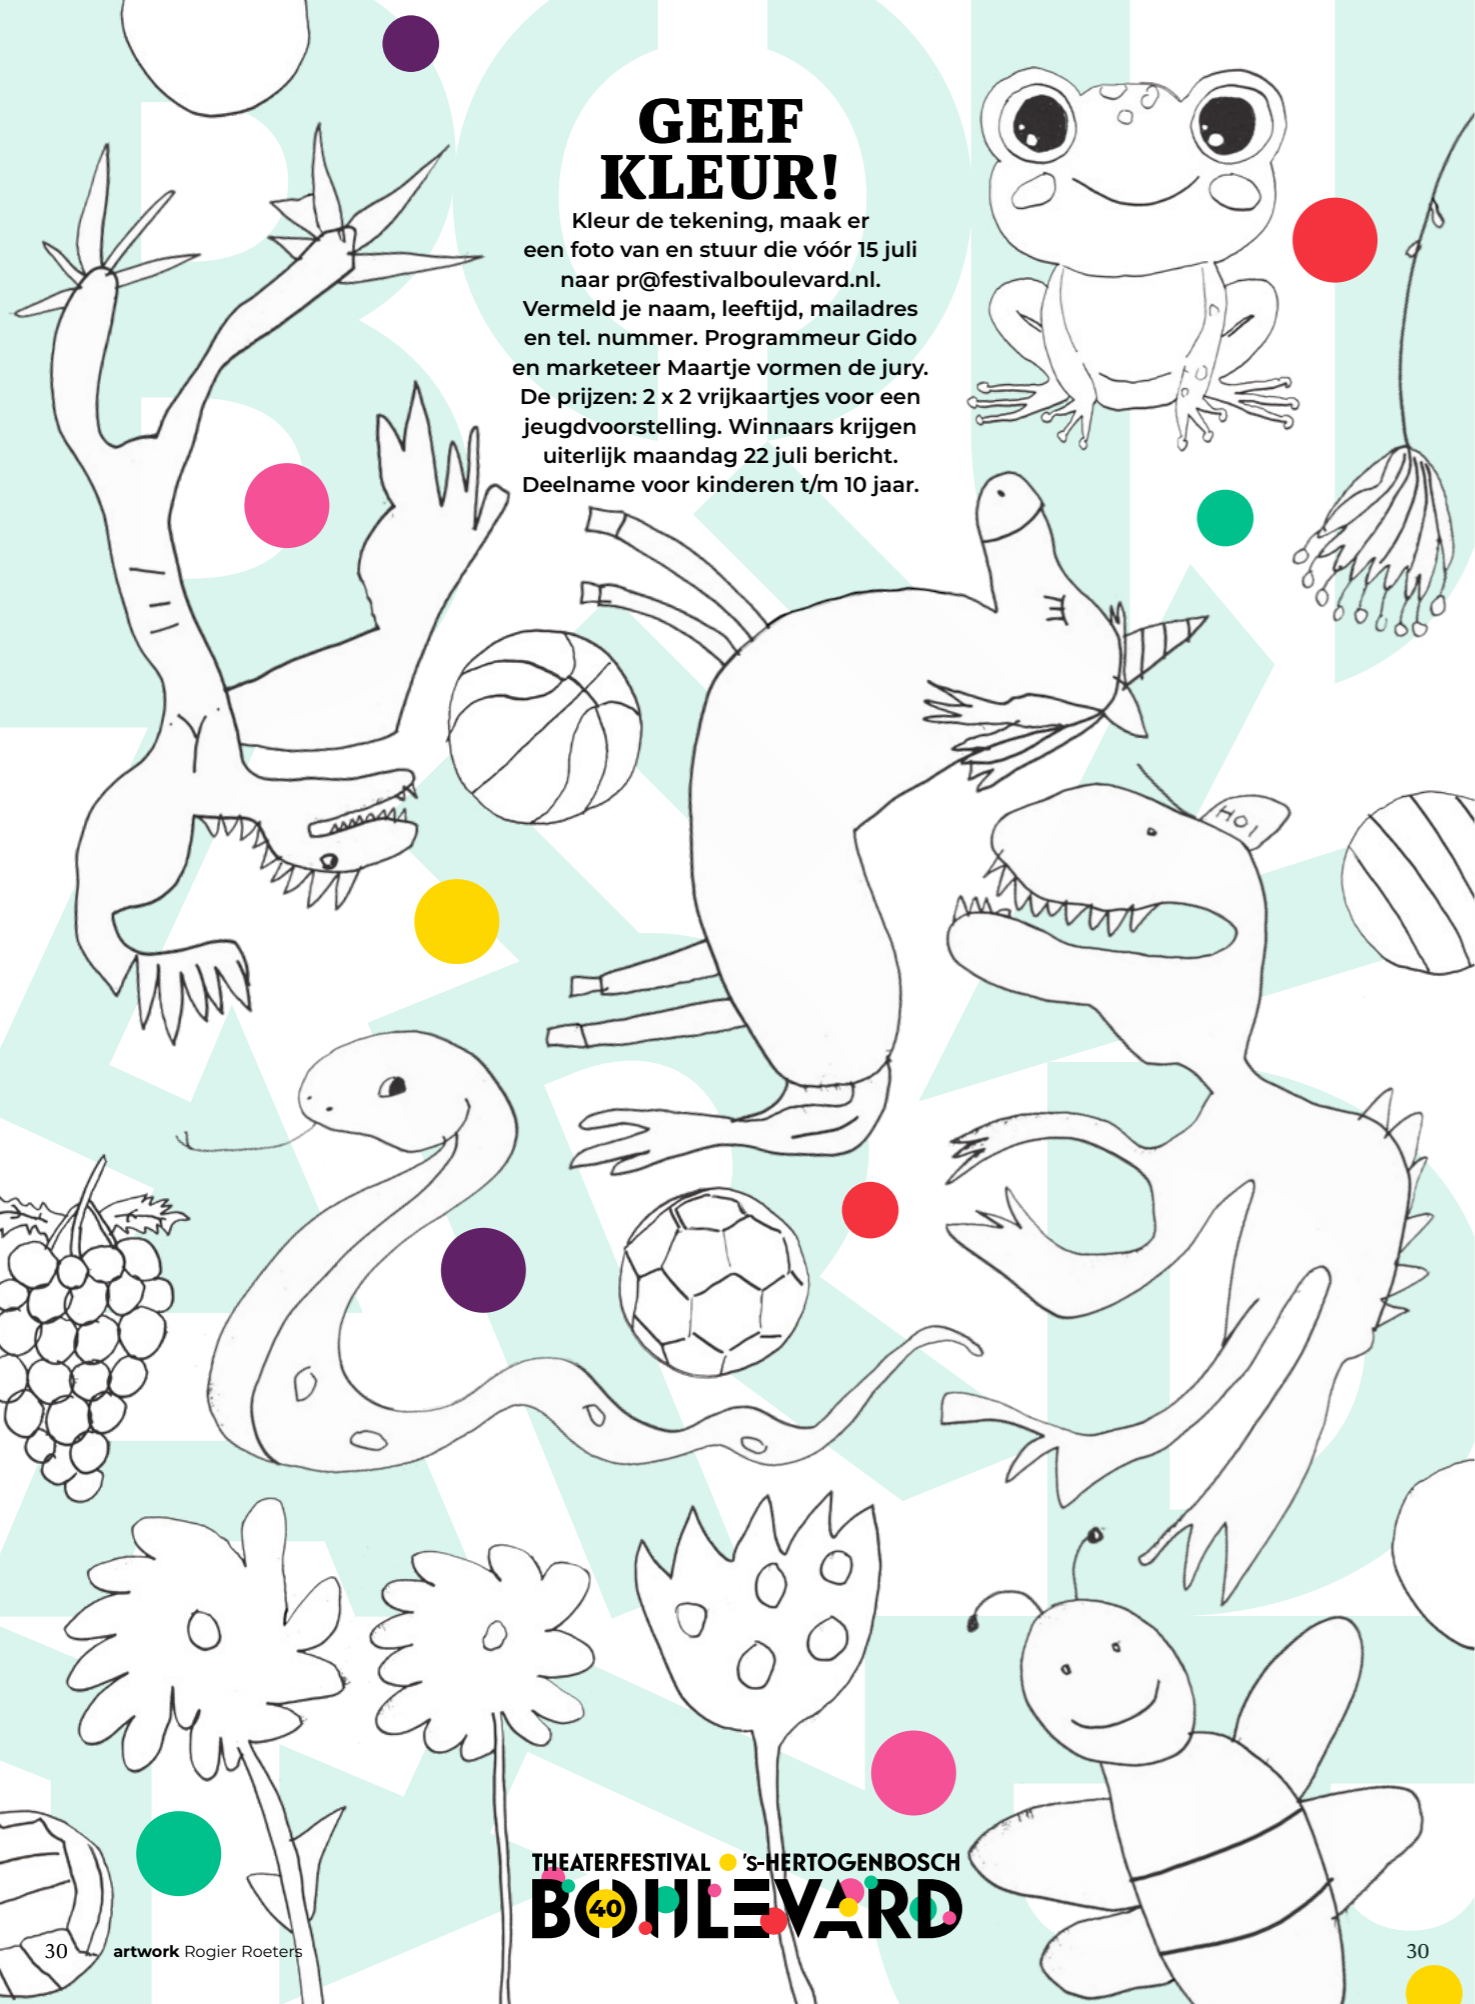 GEEF
KLEUR!
Kleur de tekening, maak er
een foto van en stuur die vóór 15 juli
naar pr@festivalboulevard.nl.
Vermeld je naam, leeftijd, mailadres
en tel. nummer. Programmeur Gido
en marketeer Maartje vormen de jury.
De prijzen: 2 x 2 vrijkaartjes voor een
jeugdvoorstelling. Winnaars krijgen
uiterlijk maandag 22 juli bericht.
Deelname voor kinderen t/m 10 jaar.
HOI
THEATERFESTIVAL 's-HERTOGENBOSCH
BOULEVARD
40
30 artwork Rogier Roeters
30